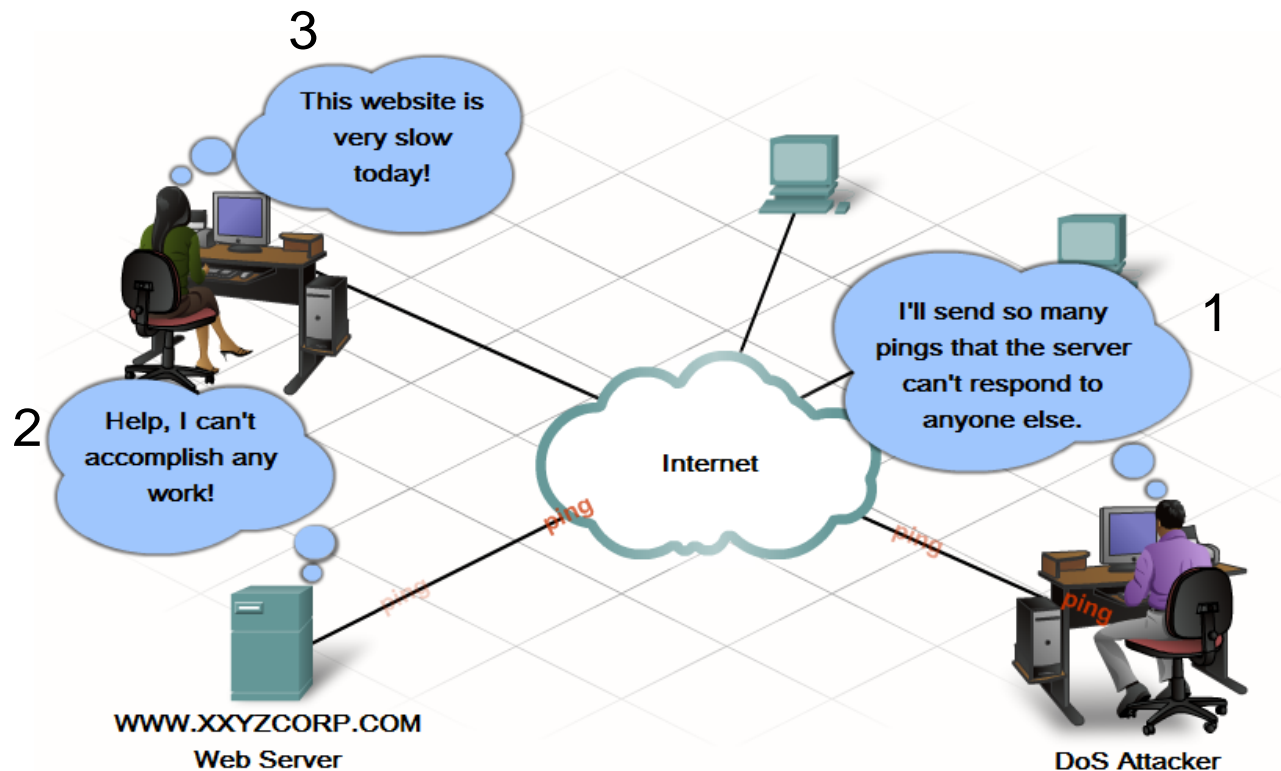 3
This website is
very slow
today!
1
I'll send so many
pings that the server
can't respond to
anyone else.
2
Help, I can't
accomplish any
work!
Internet
ping
ping
ping
ping
WWW.XXYZCORP.COM
Web Server
DoS Attacker